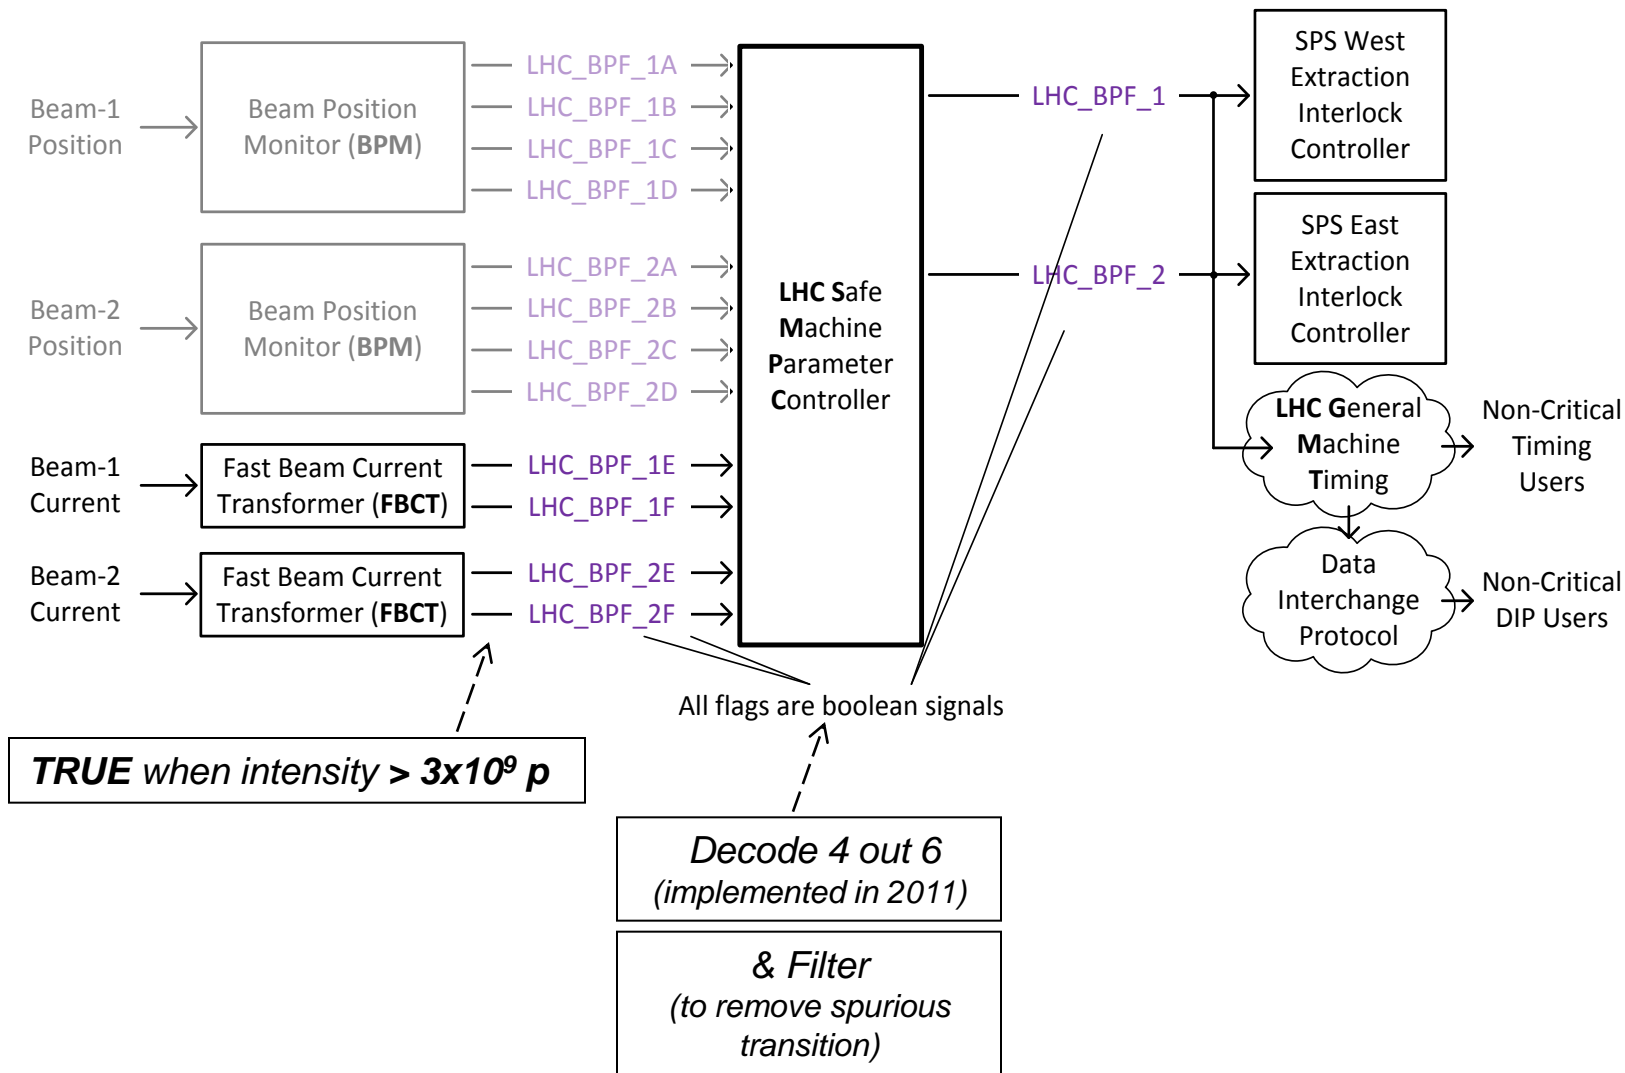 Beam-1
Position
Beam Position
Monitor (BPM)
LHC_BPF_1A
LHC_BPF_1B
LHC_BPF_1C
LHC_BPF_1D
Beam-2
Position
Beam Position
Monitor (BPM)
LHC_BPF_2A
LHC_BPF_2B
LHC_BPF_2C
LHC_BPF_2D
Beam-1
Current
Fast Beam Current
Transformer (FBCT)
LHC_BPF_1E
LHC_BPF_1F
Beam-2
Current
Fast Beam Current
Transformer (FBCT)
LHC_BPF_2E
LHC_BPF_2F
LHC Safe
Machine
Parameter
Controller
LHC_BPF_1
LHC_BPF_2
SPS West
Extraction
Interlock
Controller
SPS East
Extraction
Interlock
Controller
LHC General
Machine
Timing
Non-Critical
Timing
Users
Data
Interchange
Protocol
Non-Critical
DIP Users
All flags are boolean signals
TRUE when intensity > 3x10⁹ p
Decode 4 out 6
(implemented in 2011)
& Filter
(to remove spurious
transition)